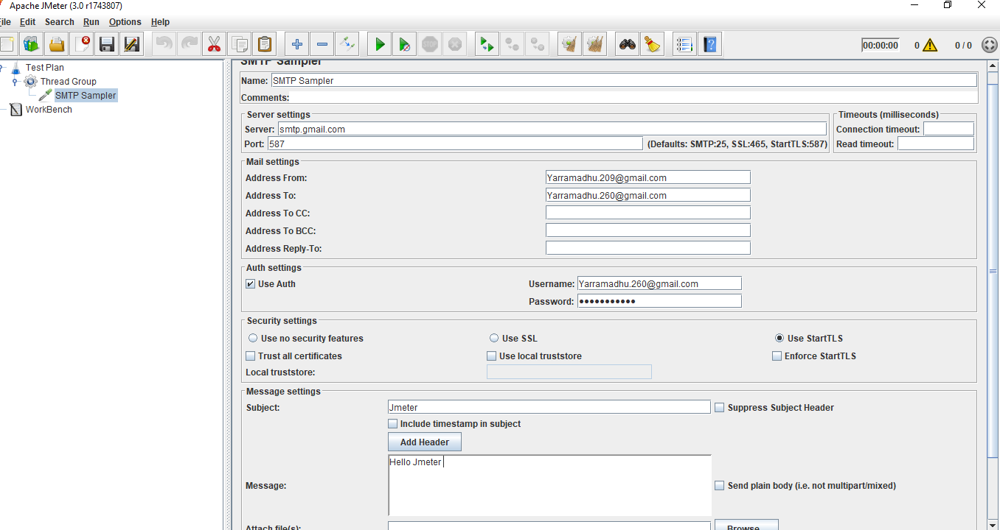 Apache JMeter (3.0 r1743807)
ile Edit Search Run Options Help
STOP
00:00:00 0 0 / 0
Test Plan
Thread Group
SMTP Sampler
WorkBench
SMTP Sampler
Name: SMTP Sampler
Comments:
Server settings
Server: smtp.gmail.com
Port: 587 (Defaults: SMTP:25, SSL:465, StartTLS:587)
Timeouts (milliseconds)
Connection timeout:
Read timeout:
Mail settings
Address From: Yarramadhu.209@gmail.com
Address To: Yarramadhu.260@gmail.com
Address To CC:
Address To BCC:
Address Reply-To:
Auth settings
Use Auth Username: Yarramadhu.260@gmail.com
Password: ●●●●●●●●●●●
Security settings
Use no security features Use SSL Use StartTLS
Trust all certificates Use local truststore Enforce StartTLS
Local truststore:
Message settings
Subject: Jmeter Suppress Subject Header
Include timestamp in subject
Add Header
Hello Jmeter
Message: Send plain body (i.e. not multipart/mixed)
Attach file(s): Browse...